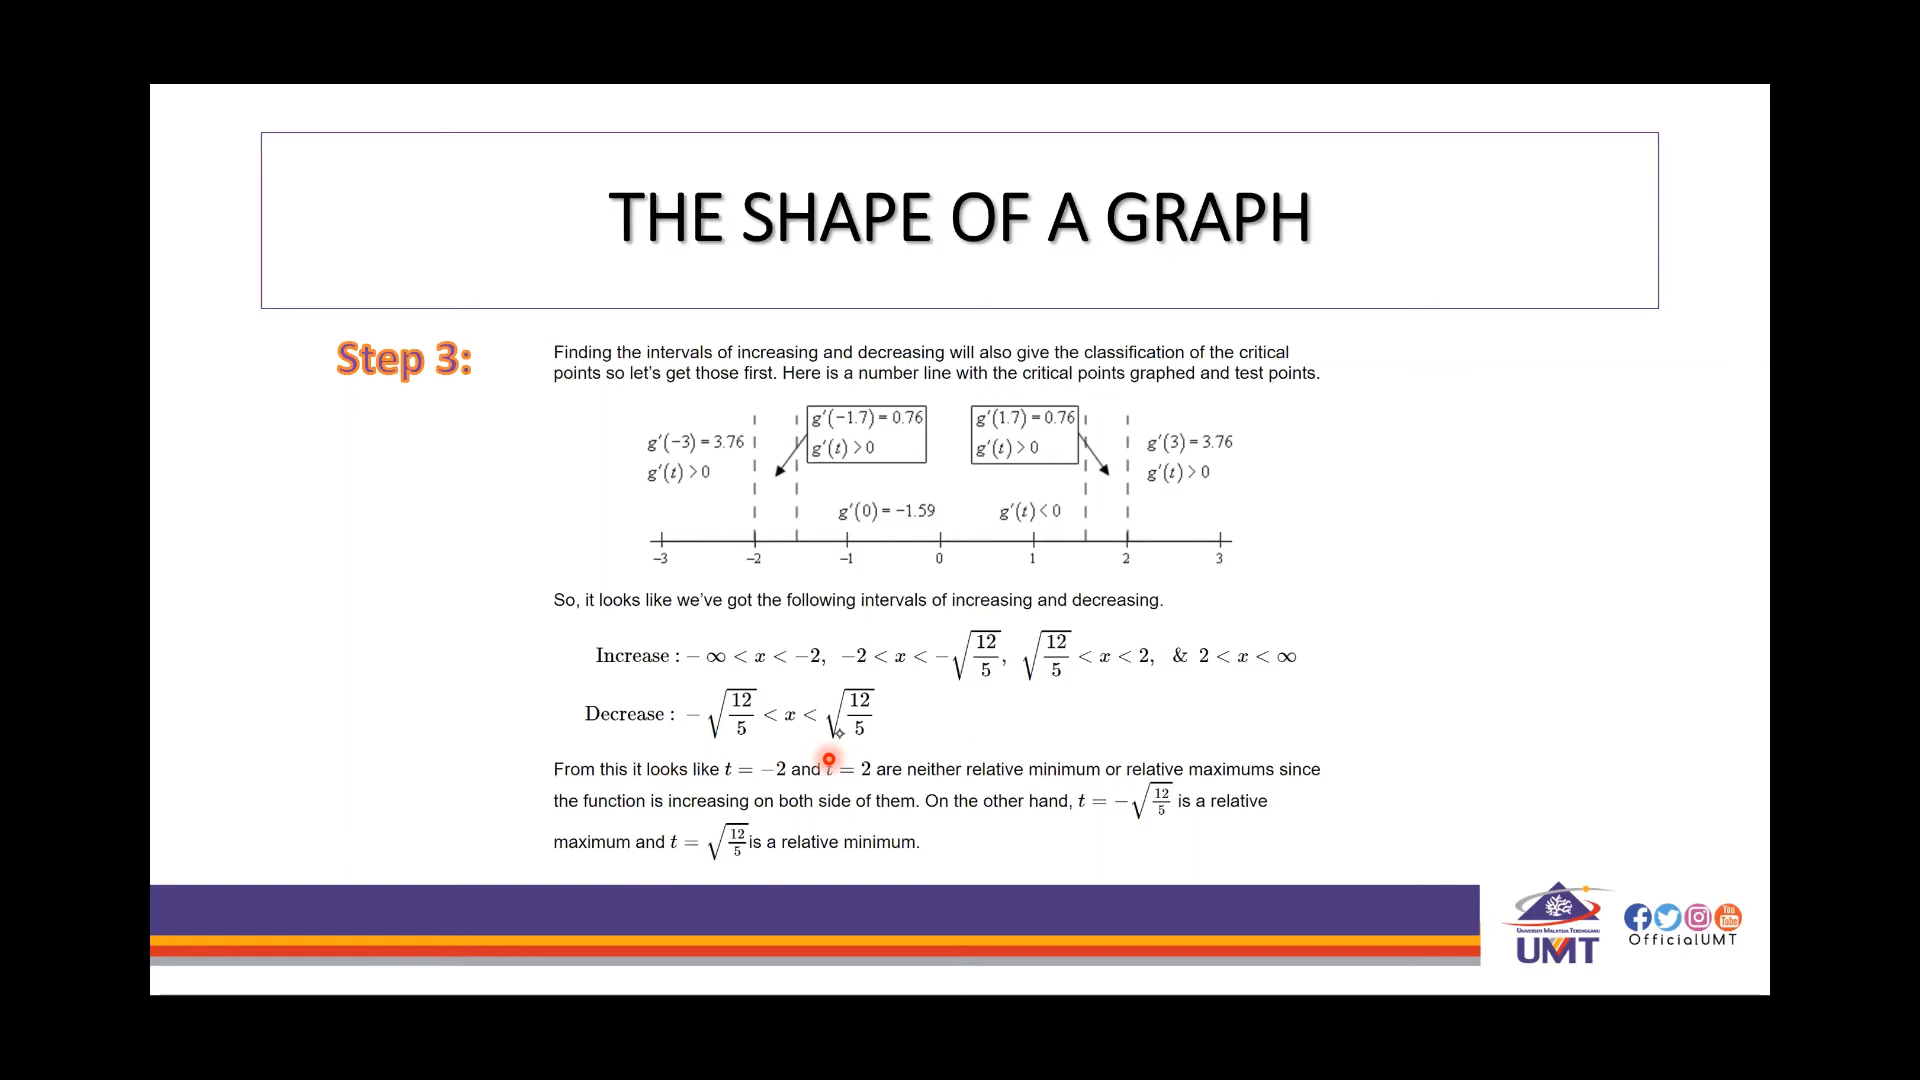 THE SHAPE OF A GRAPH
Step 3:
Finding the intervals of increasing and decreasing will also give the classification of the critical
points so let's get those first. Here is a number line with the critical points graphed and test points.
g′(−3) = 3.76
g′(t) > 0
g′(−1.7) = 0.76
g′(t) > 0
g′(1.7) = 0.76
g′(t) > 0
g′(3) = 3.76
g′(t) > 0
g′(0) = −1.59 g′(t) < 0
−3 −2 −1 0 1 2 3
So, it looks like we've got the following intervals of increasing and decreasing.
Increase : − ∞ < x < −2, −2 < x < −√(12/5), √(12/5) < x < 2, & 2 < x < ∞
Decrease : −√(12/5) < x < √(12/5)
From this it looks like t = −2 and t = 2 are neither relative minimum or relative maximums since
the function is increasing on both side of them. On the other hand, t = −√(12/5) is a relative
maximum and t = √(12/5) is a relative minimum.
UNIVERSITI MALAYSIA TERENGGANU
UMT
You
Tube
OfficialUMT